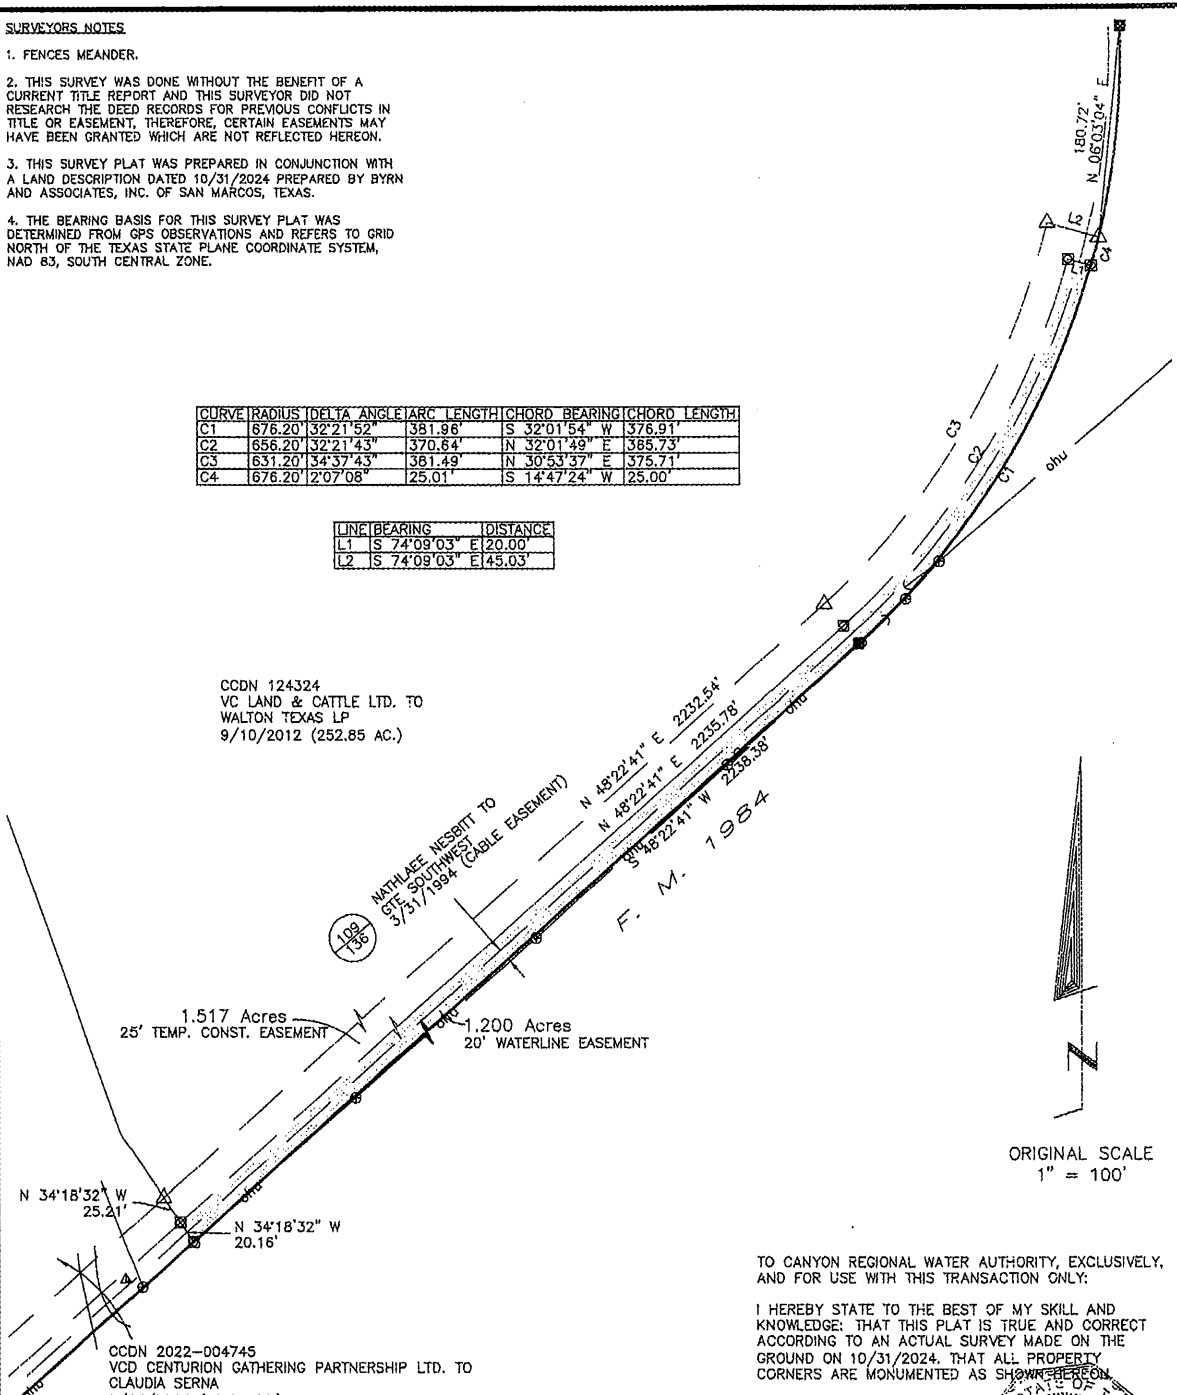 SURVEYORS NOTES
1. FENCES MEANDER.
2. THIS SURVEY WAS DONE WITHOUT THE BENEFIT OF A
CURRENT TITLE REPORT AND THIS SURVEYOR DID NOT
RESEARCH THE DEED RECORDS FOR PREVIOUS CONFLICTS IN
TITLE OR EASEMENT, THEREFORE, CERTAIN EASEMENTS MAY
HAVE BEEN GRANTED WHICH ARE NOT REFLECTED HEREON.
3. THIS SURVEY PLAT WAS PREPARED IN CONJUNCTION WITH
A LAND DESCRIPTION DATED 10/31/2024 PREPARED BY BYRN
AND ASSOCIATES, INC. OF SAN MARCOS, TEXAS.
4. THE BEARING BASIS FOR THIS SURVEY PLAT WAS
DETERMINED FROM GPS OBSERVATIONS AND REFERS TO GRID
NORTH OF THE TEXAS STATE PLANE COORDINATE SYSTEM,
NAD 83, SOUTH CENTRAL ZONE.
180.72'
N 06°03'04" E
L2
C4
L1
C3
C2
C1
ohu
CURVE RADIUS DELTA ANGLE ARC LENGTH CHORD BEARING CHORD LENGTH
C1 676.20' 32°21'52" 381.96' S 32°01'54" W 376.91'
C2 656.20' 32°21'43" 370.64' N 32°01'49" E 365.73'
C3 631.20' 34°37'43" 381.49' N 30°53'37" E 375.71'
C4 676.20' 2°07'08" 25.01' S 14°47'24" W 25.00'
LINE BEARING DISTANCE
L1 S 74°09'03" E 20.00'
L2 S 74°09'03" E 45.03'
CCDN 124324
VC LAND & CATTLE LTD. TO
WALTON TEXAS LP
9/10/2012 (252.85 AC.)
N 48°22'41" E 2232.54'
N 48°22'41" E 2235.78'
S 48°22'41" W 2238.38'
ohu
ohu
F. M. 1984
NATHLAEE NESBITT TO
GTE SOUTHWEST
3/31/1994 (CABLE EASEMENT)
109
136
1.517 Acres
25' TEMP. CONST. EASEMENT
ohu
1.200 Acres
20' WATERLINE EASEMENT
N
ORIGINAL SCALE
1" = 100'
N 34°18'32" W
25.21'
ohu
N 34°18'32" W
20.16'
CCDN 2022-004745
VCD CENTURION GATHERING PARTNERSHIP LTD. TO
CLAUDIA SERNA
ohu
TO CANYON REGIONAL WATER AUTHORITY, EXCLUSIVELY,
AND FOR USE WITH THIS TRANSACTION ONLY:
I HEREBY STATE TO THE BEST OF MY SKILL AND
KNOWLEDGE: THAT THIS PLAT IS TRUE AND CORRECT
ACCORDING TO AN ACTUAL SURVEY MADE ON THE
GROUND ON 10/31/2024. THAT ALL PROPERTY
CORNERS ARE MONUMENTED AS SHOWN HEREON.
STATE OF